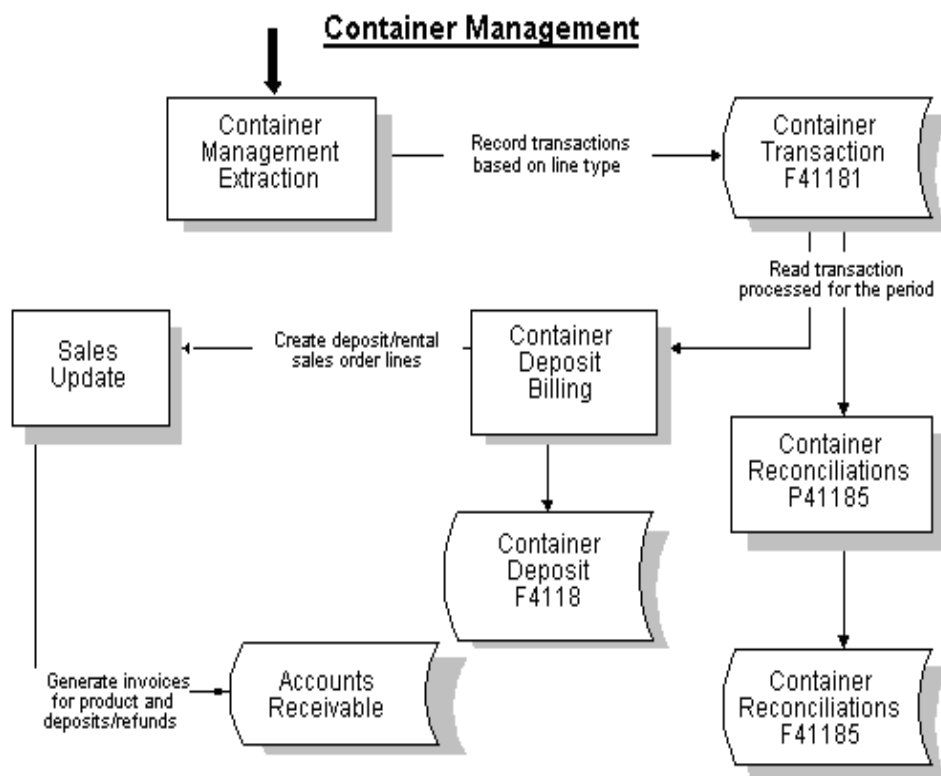 Container Management
Container
Management
Extraction
Record transactions
based on line type
Container
Transaction
F41181
Read transaction
processed for the period
Sales
Update
Create deposit/rental
sales order lines
Container
Deposit
Billing
Container
Reconciliations
P41185
Container
Deposit
F4118
Generate invoices
for product and
deposits/refunds
Accounts
Receivable
Container
Reconciliations
F41185